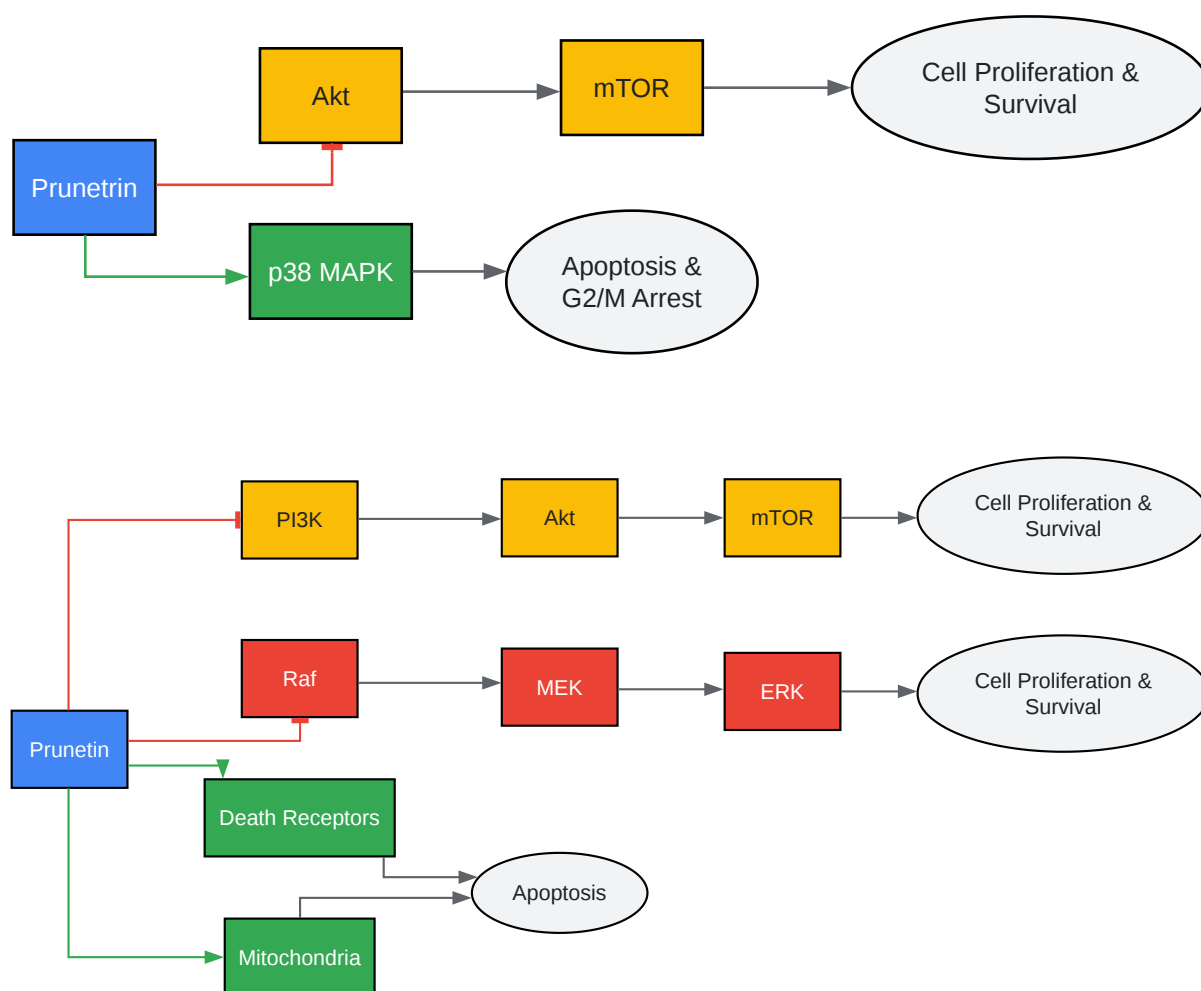 Akt
mTOR
Cell Proliferation &
Survival
Prunetrin
p38 MAPK
Apoptosis &
G2/M Arrest
PI3K
Akt
mTOR
Cell Proliferation &
Survival
Raf
MEK
ERK
Cell Proliferation &
Survival
Prunetin
Death Receptors
Apoptosis
Mitochondria